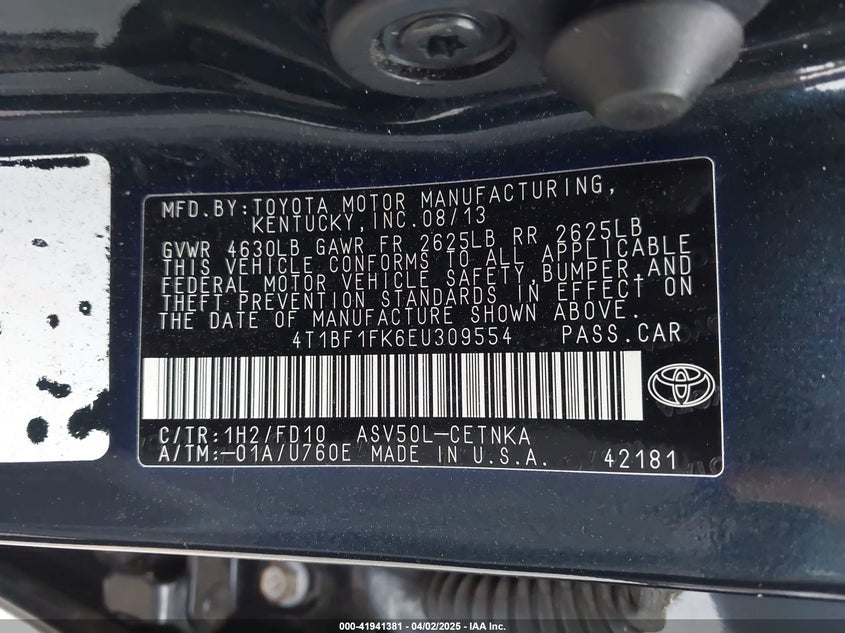 MFD.BY:TOYOTA MOTOR MANUFACTURING,
KENTUCKY,INC.08/13
GVWR 4630LB GAWR FR 2625LB RR 2625LB
THIS VEHICLE CONFORMS TO ALL APPLICABLE
FEDERAL MOTOR VEHICLE SAFETY,BUMPER,AND
THEFT PREVENTION STANDARDS IN EFFECT ON
THE DATE OF MANUFACTURE SHOWN ABOVE.
4T1BF1FK6EU309554 PASS.CAR
C/TR:1H2/FD10 ASV50L-CETNKA
A/TM:-01A/U760E MADE IN U.S.A. 42181
000-41941381 - 04/02/2025 - IAA Inc.